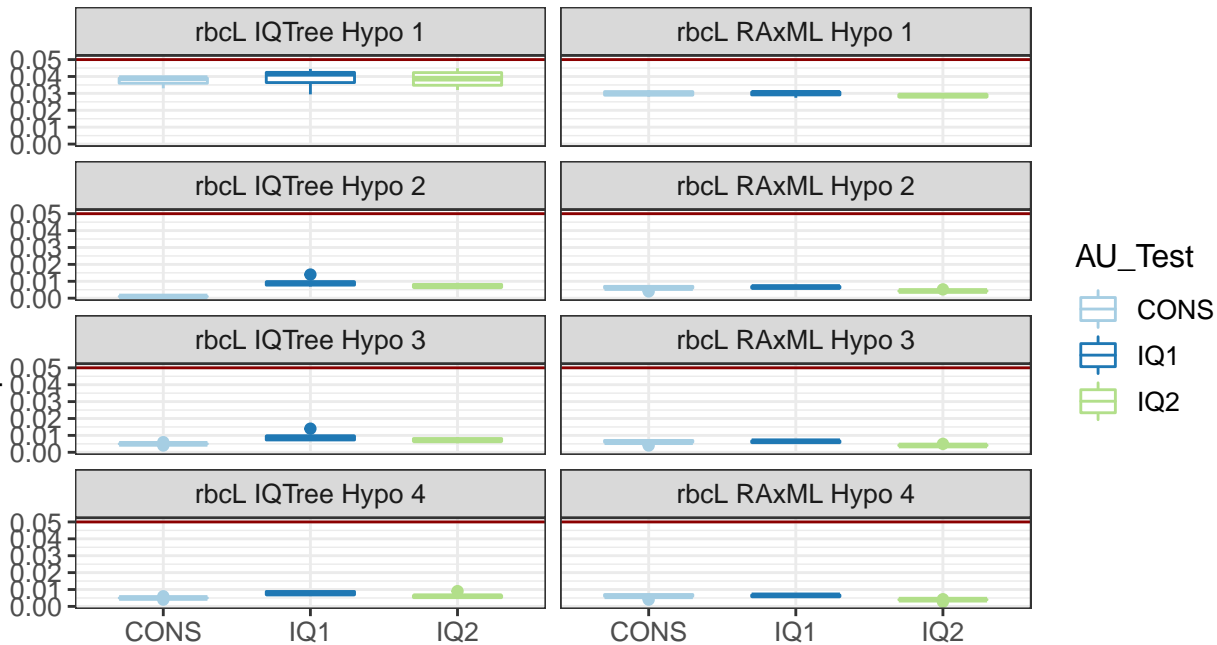 rbcL IQTree Hypo 1
rbcL RAxML Hypo 1
0.05
0.04
0.03
0.02
0.01
0.00
rbcL IQTree Hypo 2
rbcL RAxML Hypo 2
0.05
0.04
0.03
0.02
0.01
0.00
rbcL IQTree Hypo 3
rbcL RAxML Hypo 3
0.05
0.04
0.03
0.02
0.01
0.00
rbcL IQTree Hypo 4
rbcL RAxML Hypo 4
0.05
0.04
0.03
0.02
0.01
0.00
CONS IQ1 IQ2 CONS IQ1 IQ2
AU_Test
CONS
IQ1
IQ2